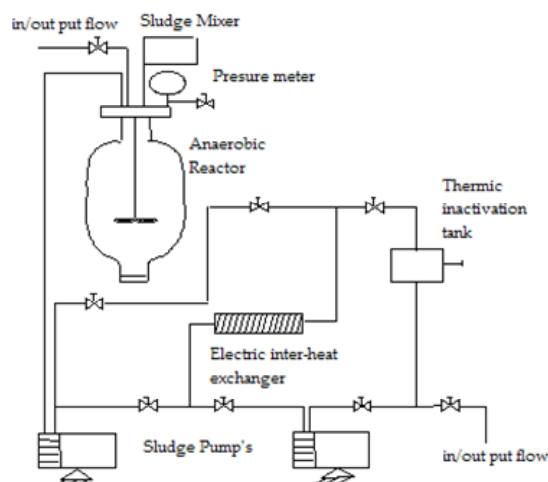 in/out put flow
Sludge Mixer
Presure meter
Anaerobic
Reactor
Thermic
inactivation
tank
Electric inter-heat
exchanger
Sludge Pump's
in/out put flow